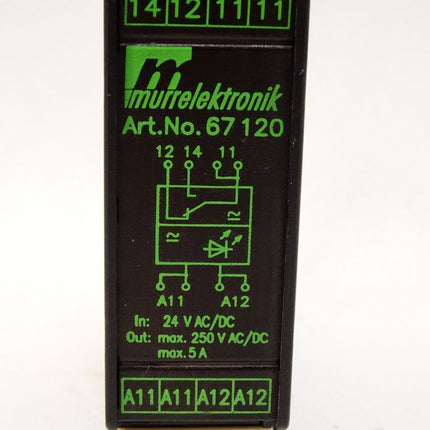 14 12 11 11
murrelektronik
Art.No. 67 120
12 14 11
A11 A12
In: 24 V AC/DC
Out: max. 250 V AC/DC
max. 5 A
A11 A11 A12 A12